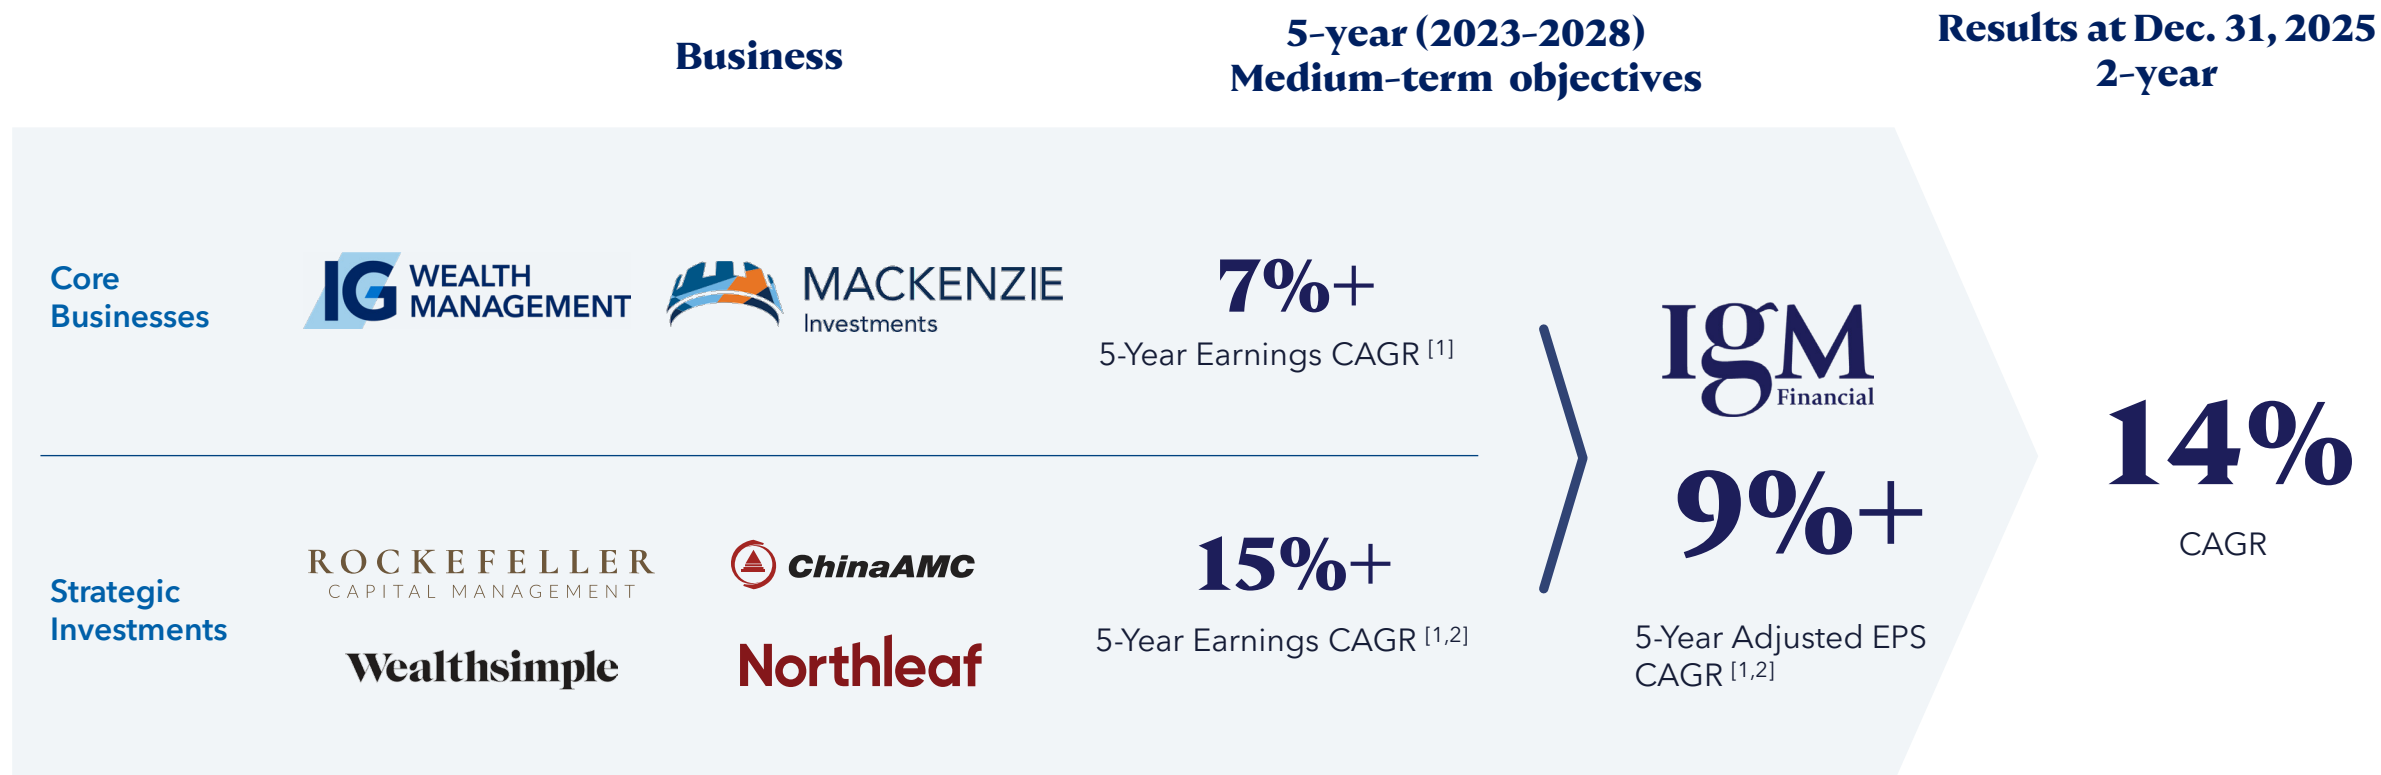 Business
5-year (2023-2028)
Medium-term objectives
Results at Dec. 31, 2025
2-year
Core
Businesses
IG WEALTH
MANAGEMENT
MACKENZIE
Investments
7%+
5-Year Earnings CAGR [1]
Strategic
Investments
ROCKEFELLER
CAPITAL MANAGEMENT
ChinaAMC
Wealthsimple
Northleaf
15%+
5-Year Earnings CAGR [1,2]
IgM
Financial
9%+
5-Year Adjusted EPS
CAGR [1,2]
14%
CAGR